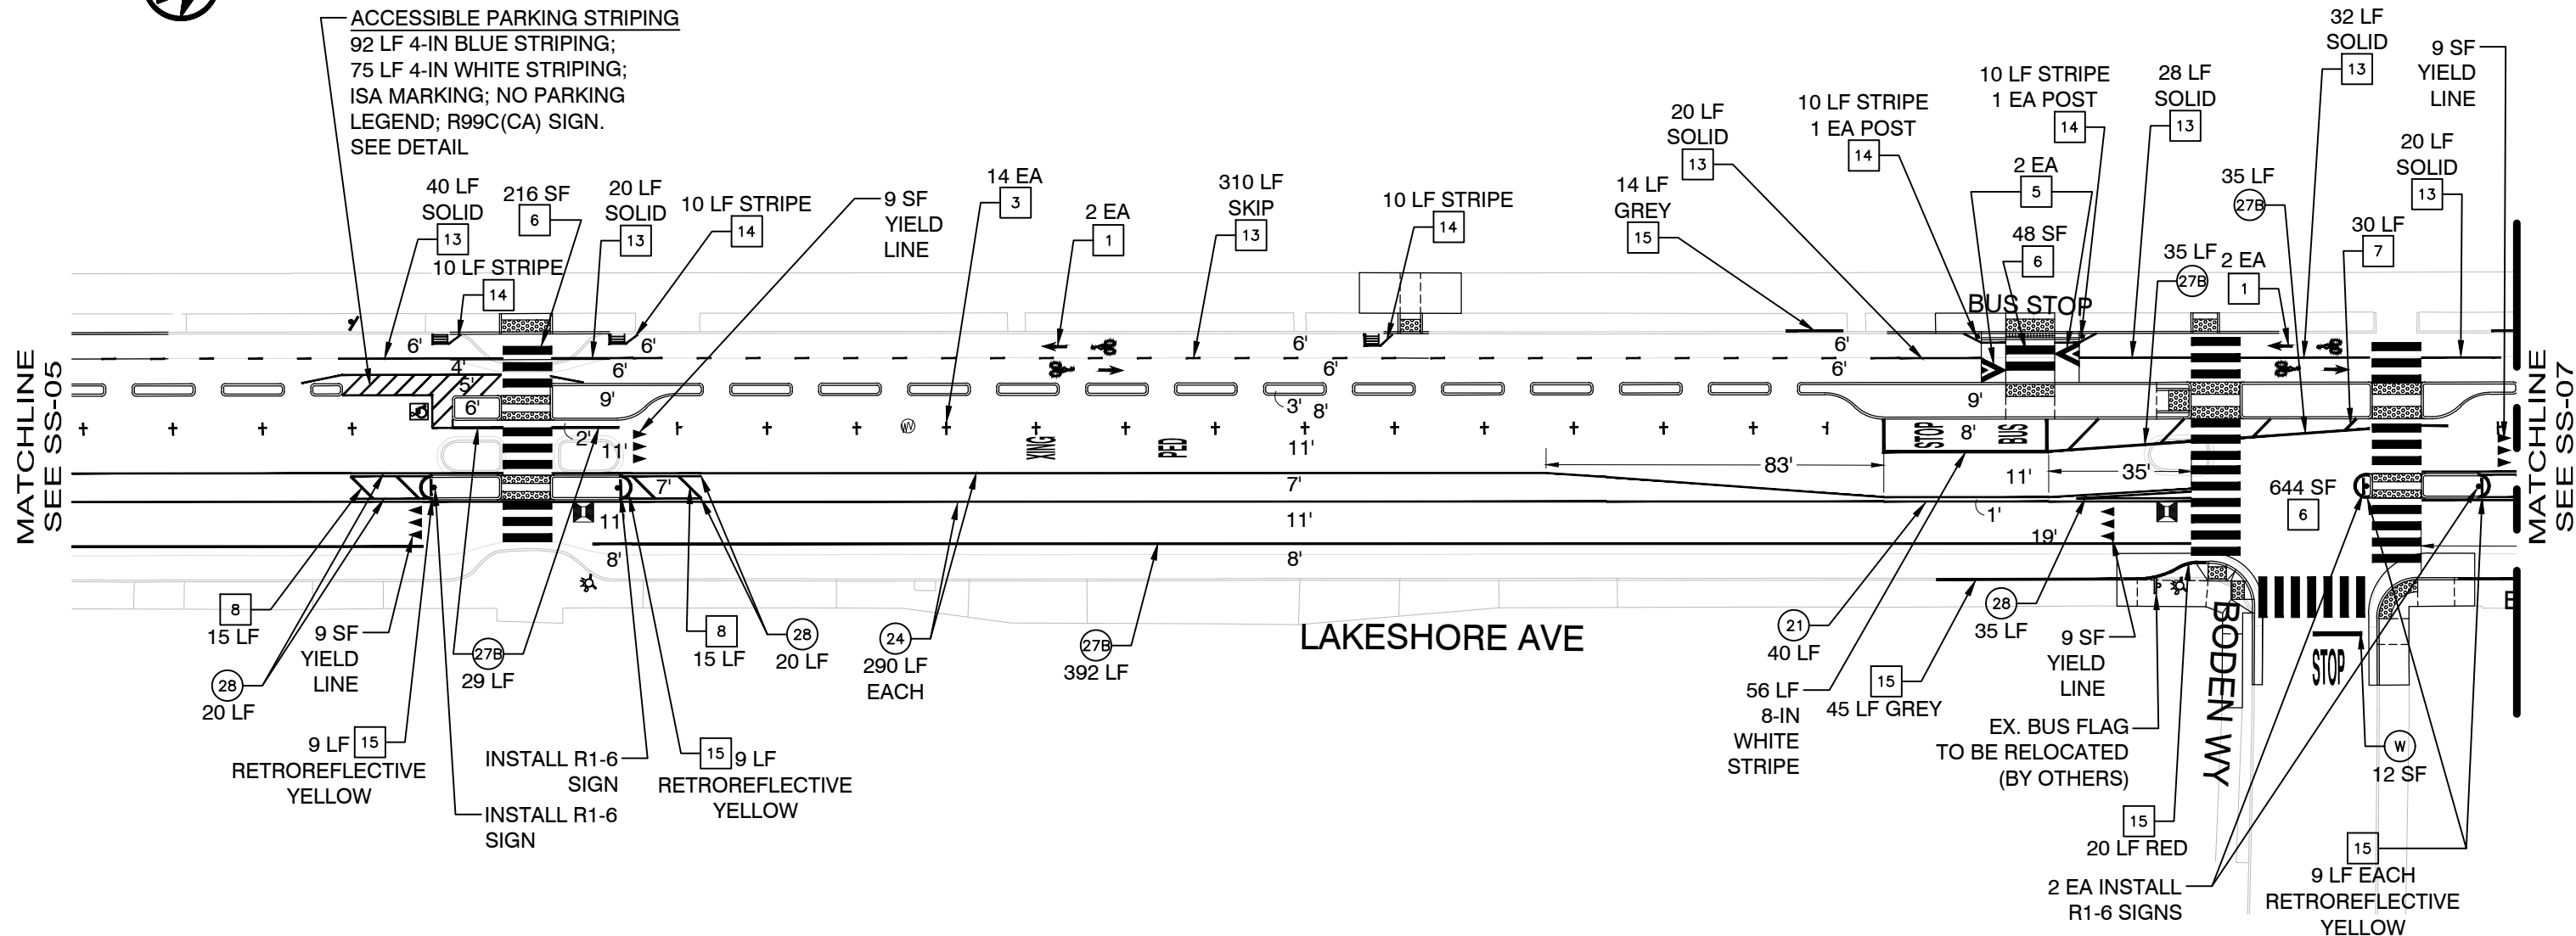 ACCESSIBLE PARKING STRIPING
92 LF 4-IN BLUE STRIPING;
75 LF 4-IN WHITE STRIPING;
ISA MARKING; NO PARKING
LEGEND; R99C(CA) SIGN.
SEE DETAIL
40 LF
SOLID
13
216 SF
6
20 LF
SOLID
13
10 LF STRIPE
14
10 LF STRIPE
14
9 SF
YIELD
LINE
14 EA
3
2 EA
1
310 LF
SKIP
13
10 LF STRIPE
14
14 LF
GREY
15
20 LF
SOLID
13
10 LF STRIPE
1 EA POST
14
10 LF STRIPE
1 EA POST
14
2 EA
5
48 SF
6
28 LF
SOLID
13
32 LF
SOLID
13
9 SF
YIELD
LINE
20 LF
SOLID
13
35 LF
27B
30 LF
7
35 LF
27B
2 EA
1
BUS STOP
MATCHLINE
SEE SS-05
6'
6'
4'
5'
6'
6'
9'
2'
11'
7'
11'
8'
WV
XING
PED
6'
6'
3'
8'
11'
7'
11'
8'
6'
6'
9'
STOP
8'
BUS
83'
11'
35'
1'
19'
644 SF
6
MATCHLINE
SEE SS-07
8
15 LF
28
20 LF
9 SF
YIELD
LINE
9 LF
15
RETROREFLECTIVE
YELLOW
27B
29 LF
INSTALL R1-6
SIGN
INSTALL R1-6
SIGN
15
9 LF
RETROREFLECTIVE
YELLOW
8
15 LF
28
20 LF
24
290 LF
EACH
27B
392 LF
LAKESHORE AVE
21
40 LF
56 LF
8-IN
WHITE
STRIPE
15
45 LF GREY
28
35 LF
9 SF
YIELD
LINE
EX. BUS FLAG
TO BE RELOCATED
(BY OTHERS)
15
20 LF RED
BODEN WY
STOP
W
12 SF
2 EA INSTALL
R1-6 SIGNS
15
9 LF EACH
RETROREFLECTIVE
YELLOW